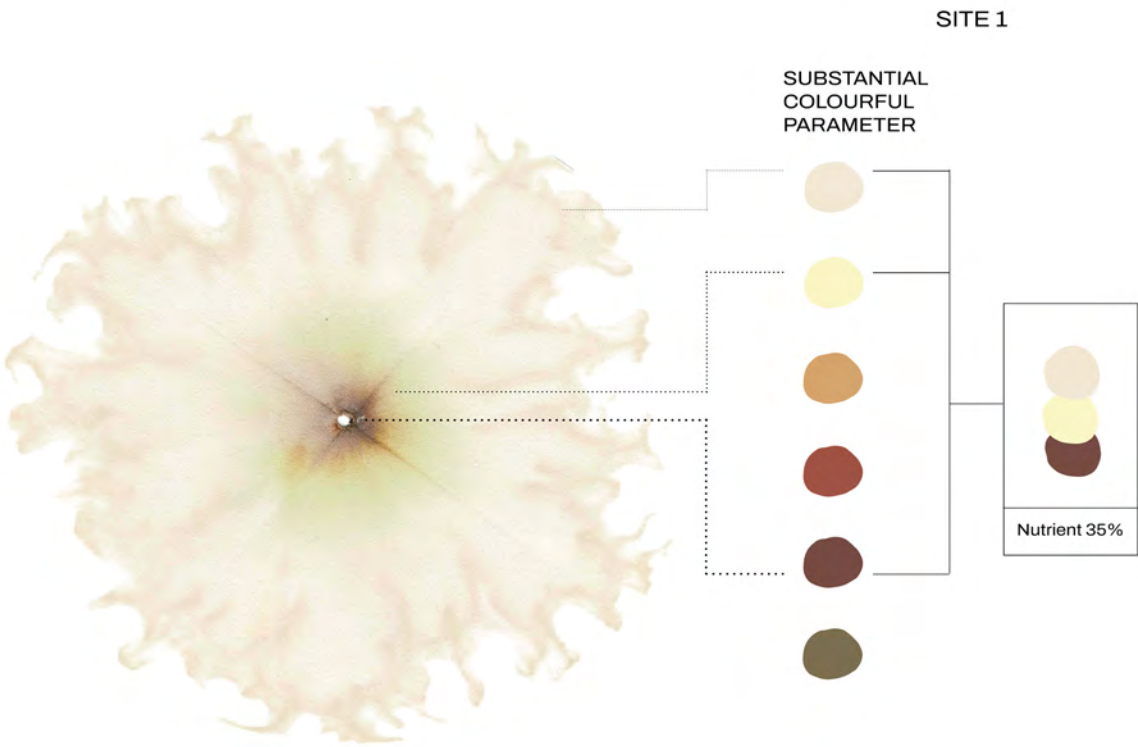 SITE 1
SUBSTANTIAL
COLOURFUL
PARAMETER
Nutrient 35%